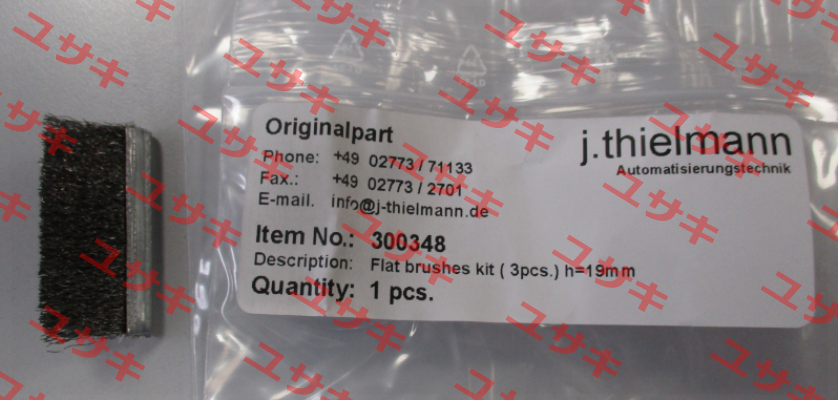 j.thielmann
Automatisierungstechnik
Originalpart
Phone: +49 02773 / 71133
Fax.: +49 02773 / 2701
E-mail. info@j-thielmann.de
Item No.: 300348
Description: Flat brushes kit ( 3pcs.) h=19mm
Quantity: 1 pcs.
ユサキ